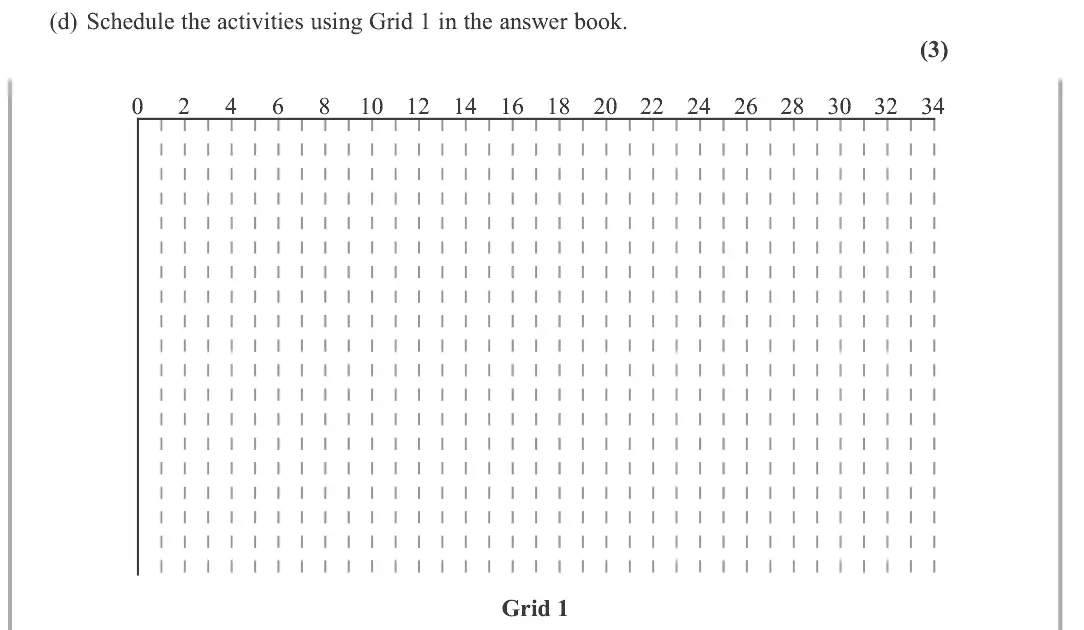 (d) Schedule the activities using Grid 1 in the answer book.
(3)
0 2 4 6 8 10 12 14 16 18 20 22 24 26 28 30 32 34
Grid 1